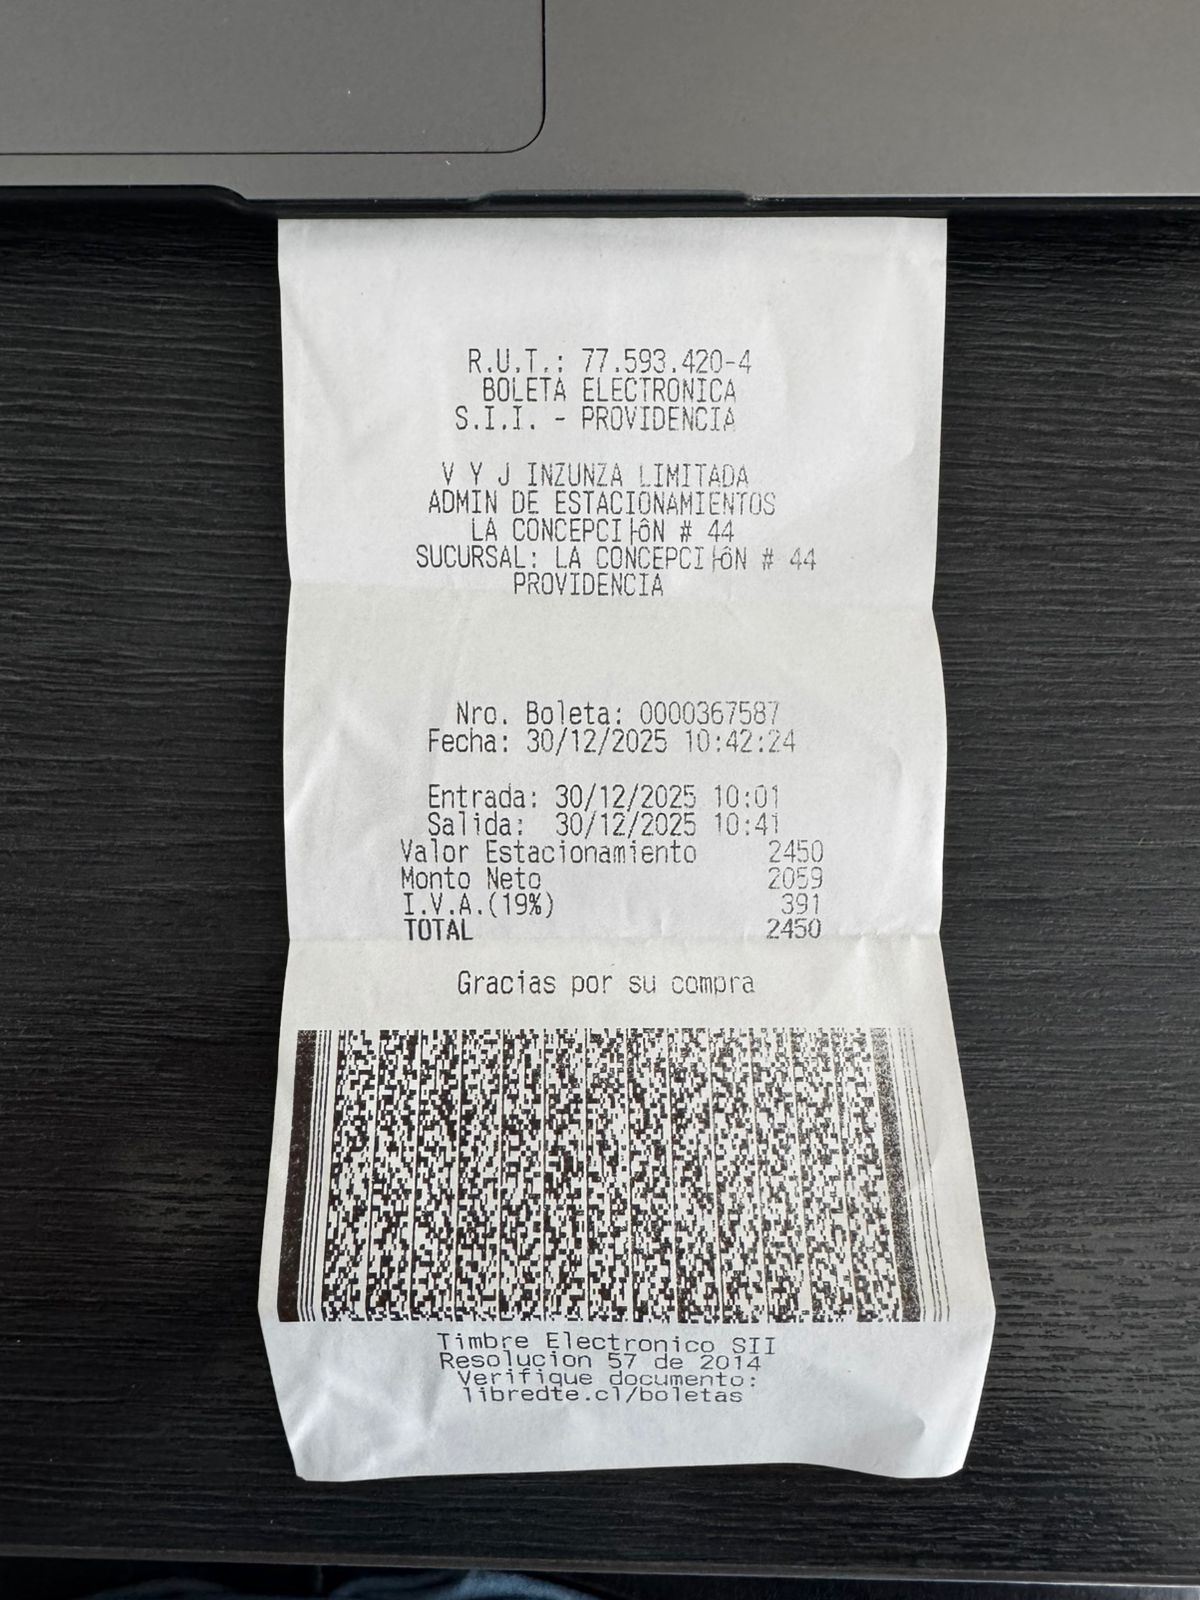 R.U.T.: 77.593.420-4
BOLETA ELECTRONICA
S.I.I. - PROVIDENCIA
V Y J INZUNZA LIMITADA
ADMIN DE ESTACIONAMIENTOS
LA CONCEPCI├ôN # 44
SUCURSAL: LA CONCEPCI├ôN # 44
PROVIDENCIA
Nro. Boleta: 0000367587
Fecha: 30/12/2025 10:42:24
Entrada: 30/12/2025 10:01
Salida: 30/12/2025 10:41
Valor Estacionamiento 2450
Monto Neto 2059
I.V.A.(19%) 391
TOTAL 2450
Gracias por su compra
Timbre Electronico SII
Resolucion 57 de 2014
Verifique documento:
libredte.cl/boletas